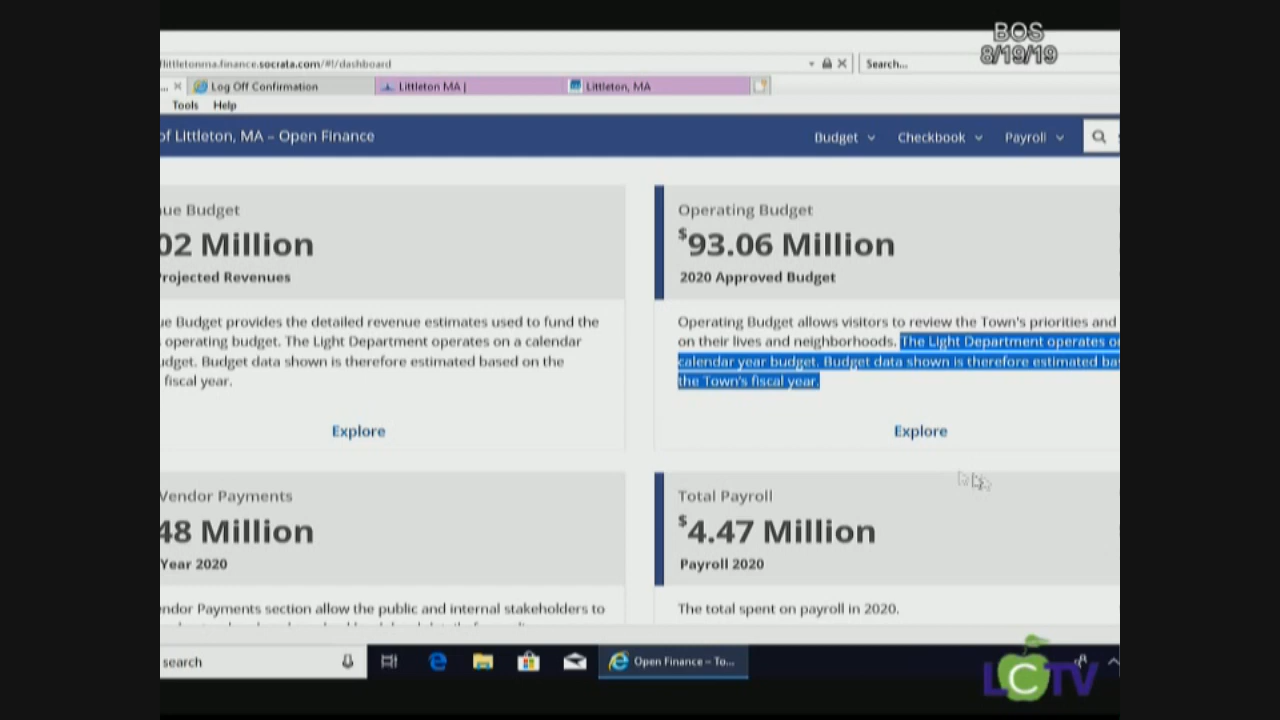 BOS
8/19/19
littletonma.finance.socrata.com/#!/dashboard
Search...
... Log Off Confirmation
Littleton MA |
Littleton, MA
Tools Help
of Littleton, MA – Open Finance
Budget
Checkbook
Payroll
ue Budget
02 Million
rojected Revenues
ue Budget provides the detailed revenue estimates used to fund the
operating budget. The Light Department operates on a calendar
dget. Budget data shown is therefore estimated based on the
fiscal year.
Explore
Operating Budget
$93.06 Million
2020 Approved Budget
Operating Budget allows visitors to review the Town's priorities and
on their lives and neighborhoods. The Light Department operates o
calendar year budget. Budget data shown is therefore estimated ba
the Town's fiscal year.
Explore
Vendor Payments
48 Million
Year 2020
ndor Payments section allow the public and internal stakeholders to
Total Payroll
$4.47 Million
Payroll 2020
The total spent on payroll in 2020.
search
Open Finance – To...
LCTV